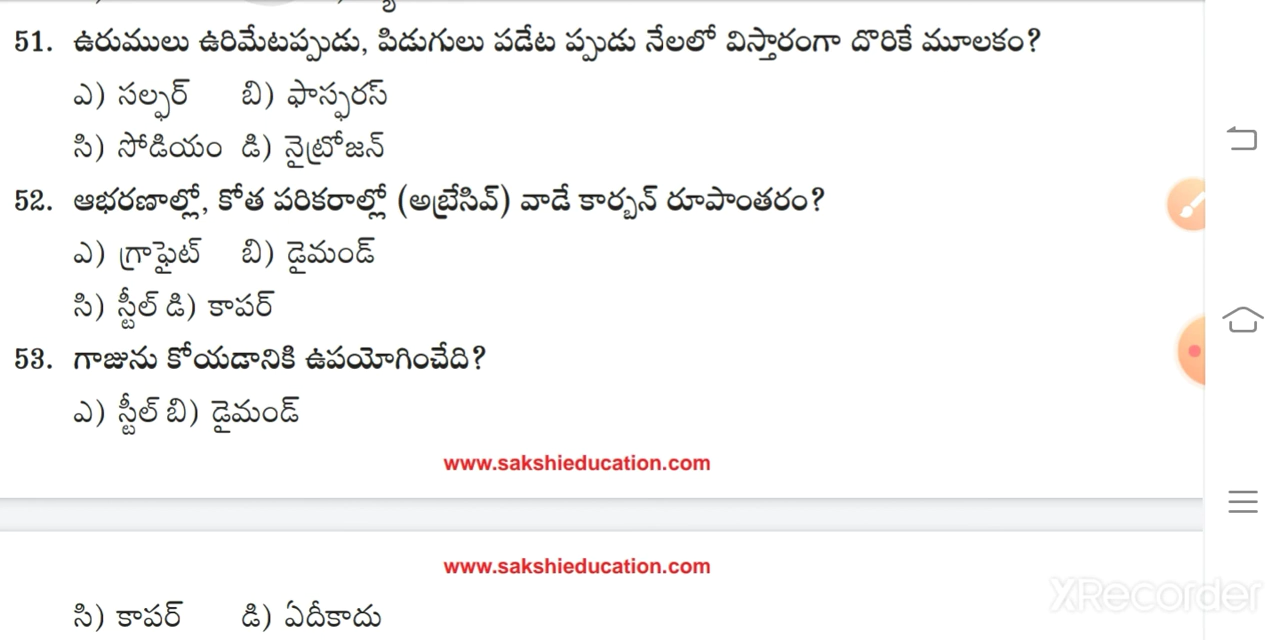 51. ఉరుములు ఉరిమేటప్పుడు, పిడుగులు పడేట ప్పుడు నేలలో విస్తారంగా దొరికే మూలకం?
ఎ) సల్ఫర్ బి) ఫాస్ఫరస్
సి) సోడియం డి) నైట్రోజన్
52. ఆభరణాల్లో, కోత పరికరాల్లో (అబ్రేసివ్) వాడే కార్బన్ రూపాంతరం?
ఎ) గ్రాఫైట్ బి) డైమండ్
సి) స్టీల్ డి) కాపర్
53. గాజును కోయడానికి ఉపయోగించేది?
ఎ) స్టీల్ బి) డైమండ్
www.sakshieducation.com
www.sakshieducation.com
సి) కాపర్ డి) ఏదీకాదు
XRecorder